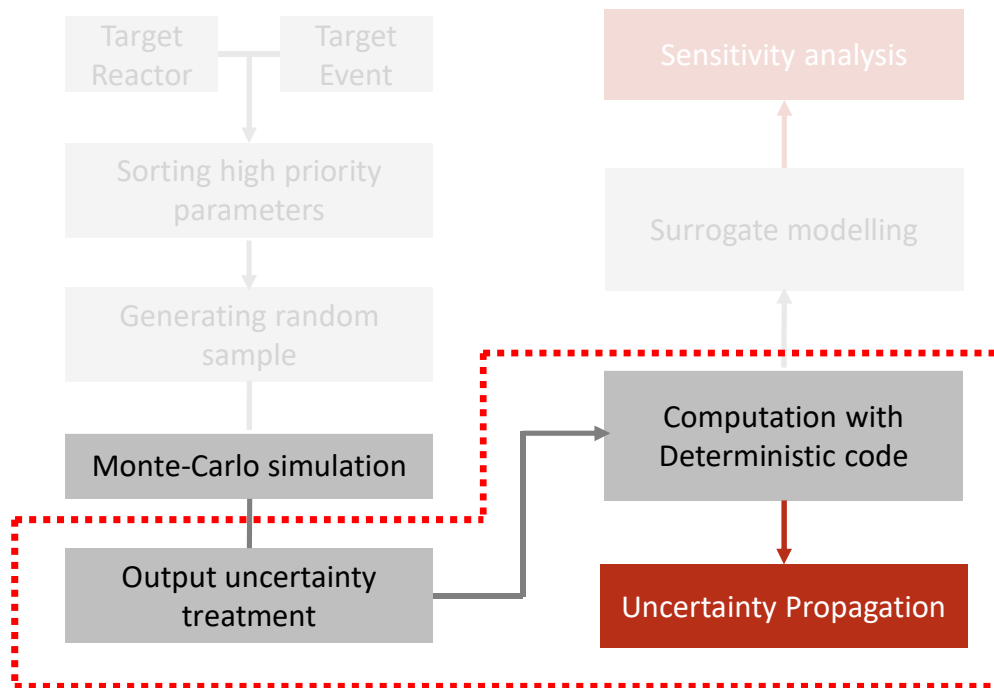 Target
Reactor
Target
Event
Sorting high priority
parameters
Generating random
sample
Monte-Carlo simulation
Output uncertainty
treatment
Sensitivity analysis
Surrogate modelling
Computation with
Deterministic code
Uncertainty Propagation